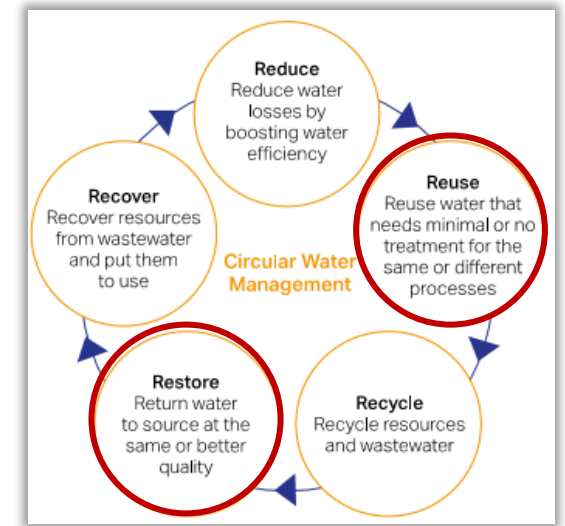 Reduce
Reduce water
losses by
boosting water
efficiency
Reuse
Reuse water that
needs minimal or no
treatment for the
same or different
processes
Recycle
Recycle resources
and wastewater
Restore
Return water
to source at the
same or better
quality
Recover
Recover resources
from wastewater
and put them
to use
Circular Water
Management